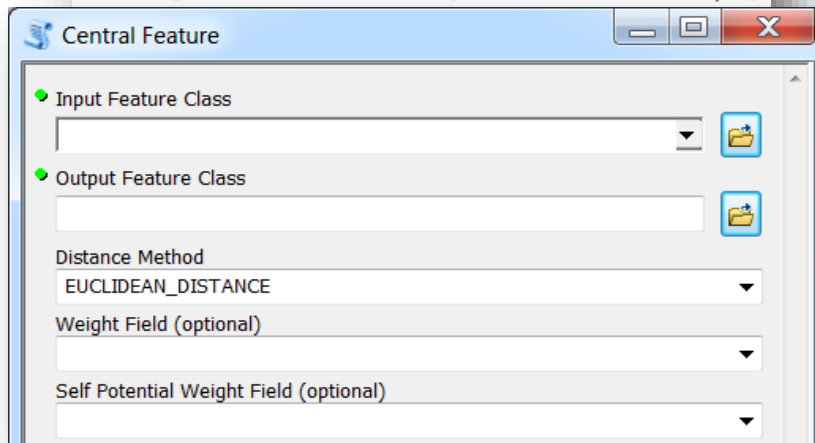 Central Feature
Input Feature Class
Output Feature Class
Distance Method
EUCLIDEAN_DISTANCE
Weight Field (optional)
Self Potential Weight Field (optional)